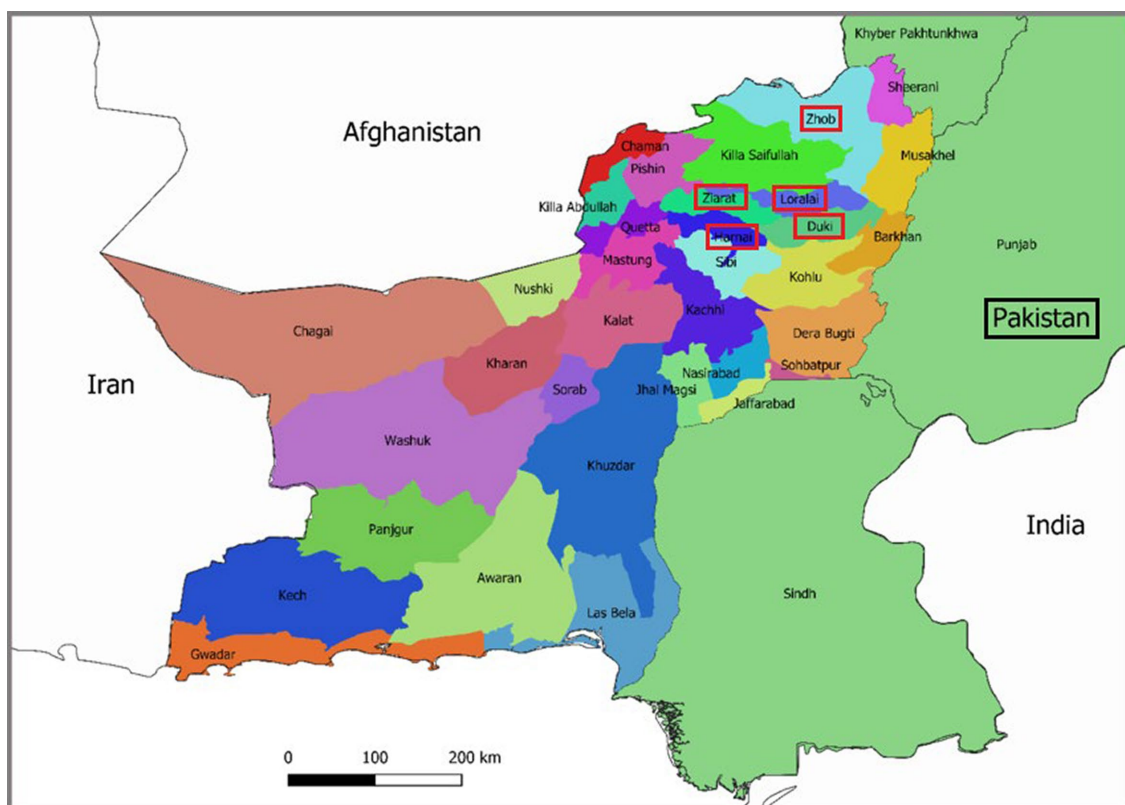 Khyber Pakhtunkhwa
Sheerani
Zhob
Afghanistan
Chaman
Killa Saifullah
Musakhel
Pishin
Ziarat
Loralai
Killa Abdullah
Quetta
Duki
Harnai
Barkhan
Punjab
Mastung
Sibi
Kohlu
Nushki
Kachhi
Pakistan
Chagai
Kalat
Dera Bugti
Kharan
Sohbatpur
Iran
Sorab
Jhal Magsi
Nasirabad
Jaffarabad
Washuk
Khuzdar
India
Panjgur
Awaran
Kech
Sindh
Las Bela
Gwadar
0 100 200 km